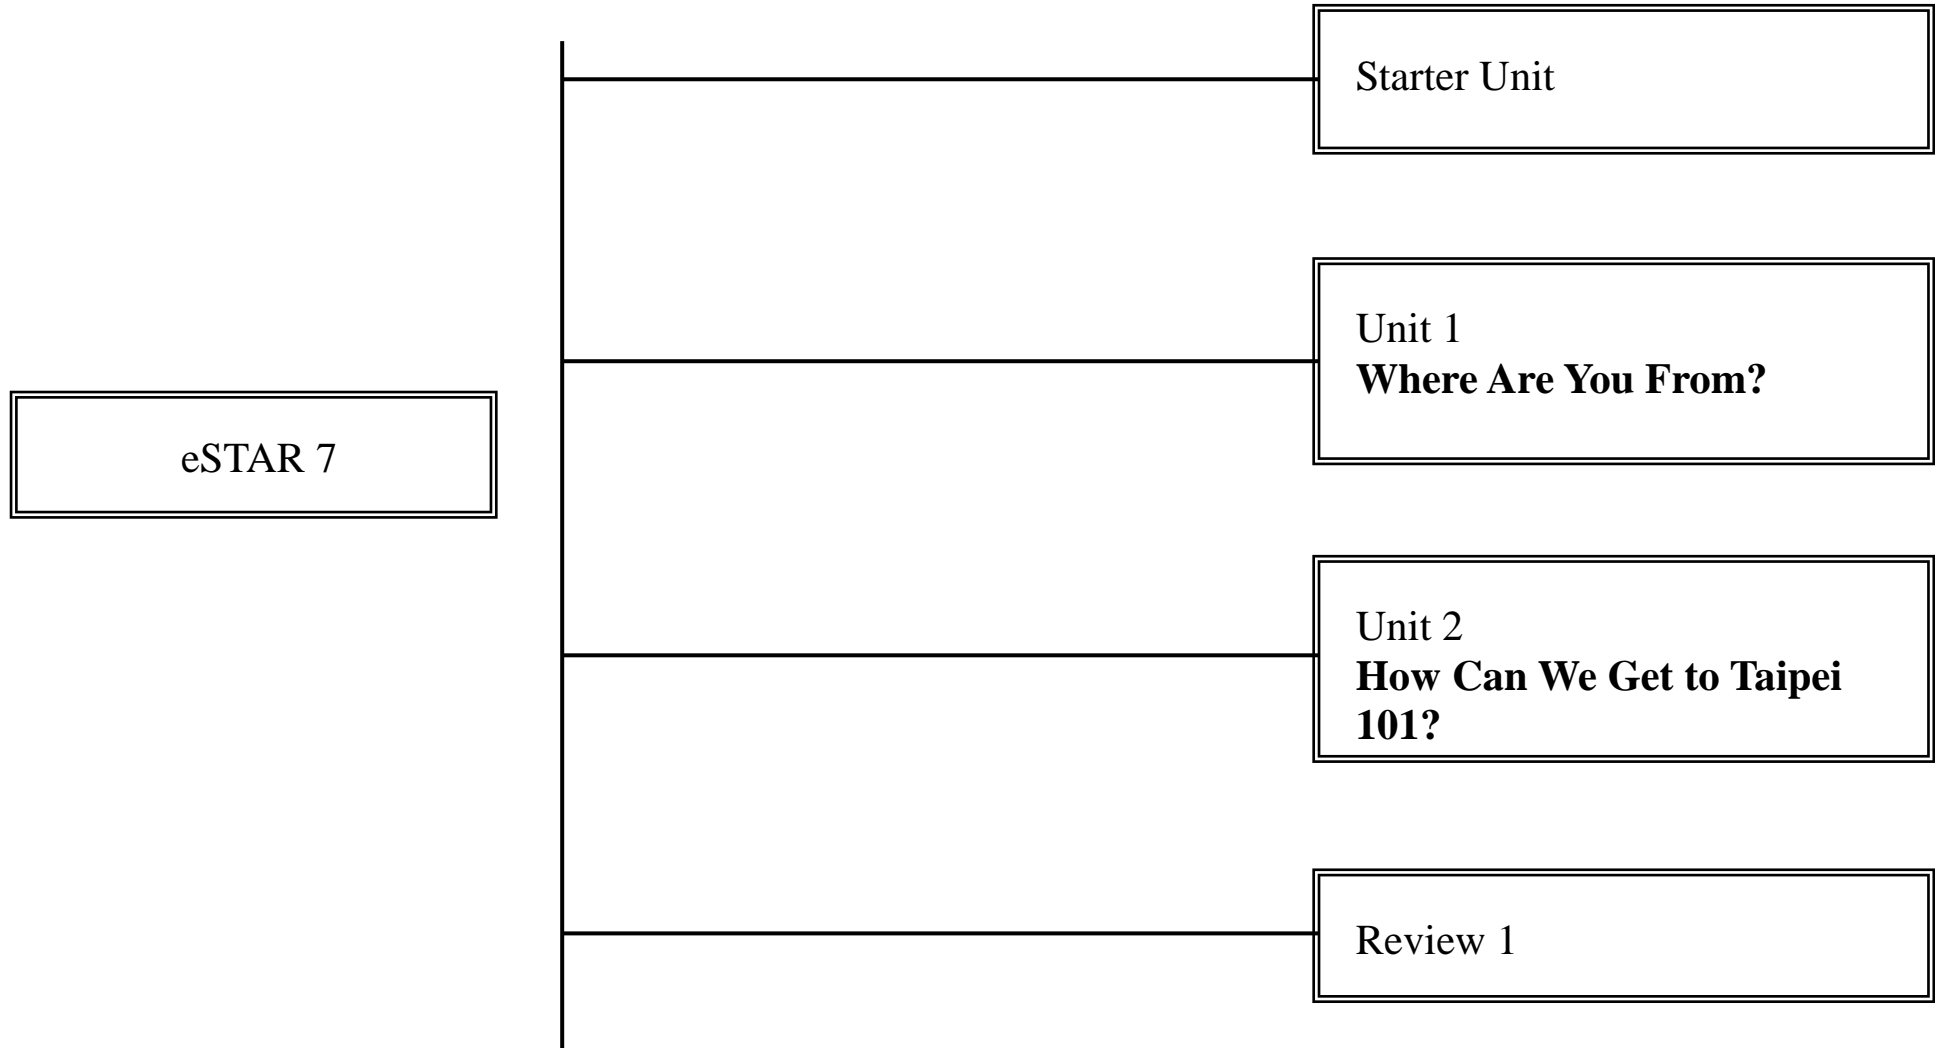 Starter Unit
Unit 1
Where Are You From?
eSTAR 7
Unit 2
How Can We Get to Taipei
101?
Review 1